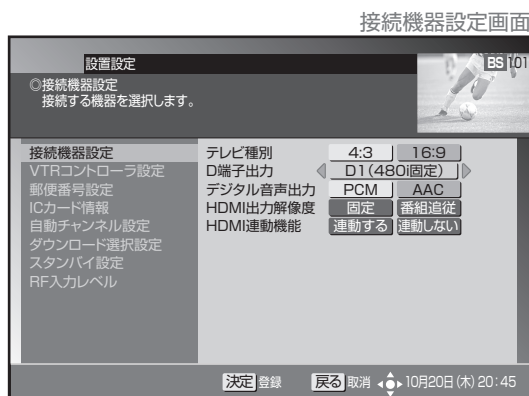 接続機器設定画面
設置設定
BS 101
◎接続機器設定
接続する機器を選択します。
接続機器設定
VTRコントローラ設定
郵便番号設定
ICカード情報
自動チャンネル設定
ダウンロード選択設定
スタンバイ設定
RF入力レベル
テレビ種別 4:3 16:9
D端子出力 D1(480i固定)
デジタル音声出力 PCM AAC
HDMI出力解像度 固定 番組追従
HDMI連動機能 連動する 連動しない
決定 登録 戻る 取消 10月20日(木) 20:45